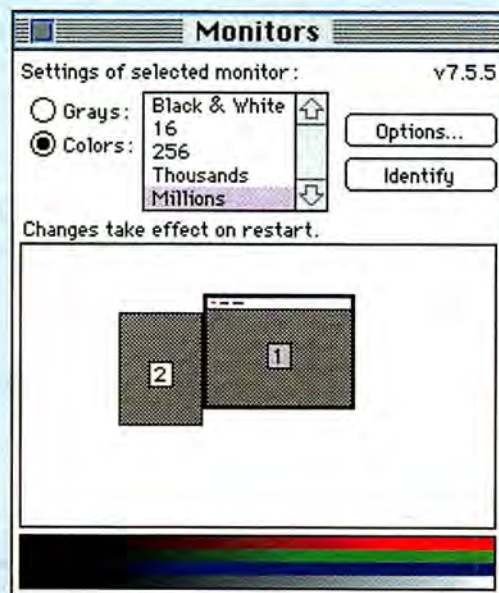 Monitors
Settings of selected monitor: v7.5.5
Grays:
Colors:
Black & White
16
256
Thousands
Millions
Options...
Identify
Changes take effect on restart.
1
2